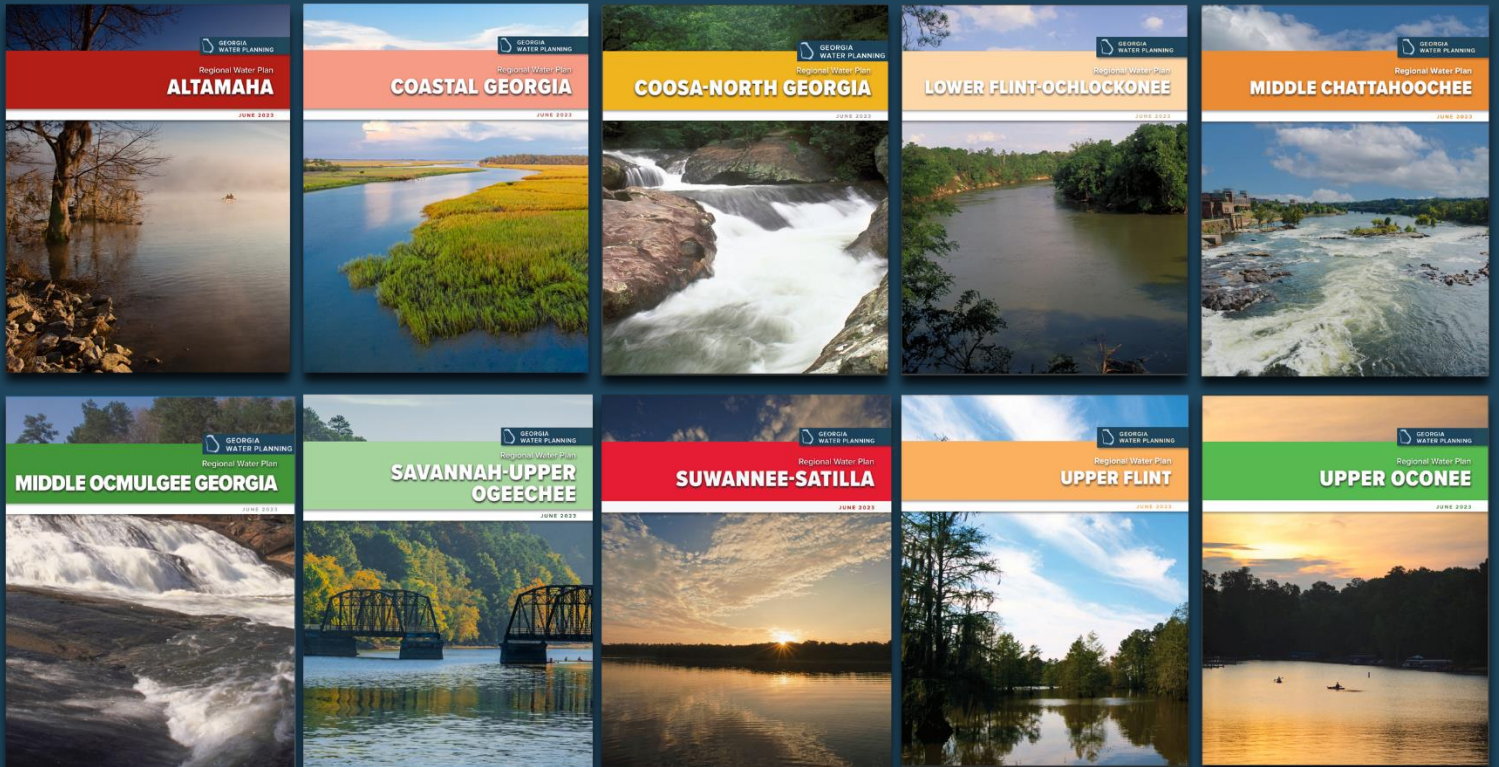 GEORGIA
WATER PLANNING
Regional Water Plan
ALTAMAHA
JUNE 2023
GEORGIA
WATER PLANNING
Regional Water Plan
COASTAL GEORGIA
JUNE 2023
GEORGIA
WATER PLANNING
Regional Water Plan
COOSA-NORTH GEORGIA
JUNE 2023
GEORGIA
WATER PLANNING
Regional Water Plan
LOWER FLINT-OCHLOCKONEE
JUNE 2023
GEORGIA
WATER PLANNING
Regional Water Plan
MIDDLE CHATTAHOOCHEE
JUNE 2023
GEORGIA
WATER PLANNING
Regional Water Plan
MIDDLE OCMULGEE GEORGIA
JUNE 2023
GEORGIA
WATER PLANNING
Regional Water Plan
SAVANNAH-UPPER
OGEECHEE
JUNE 2023
GEORGIA
WATER PLANNING
Regional Water Plan
SUWANNEE-SATILLA
JUNE 2023
GEORGIA
WATER PLANNING
Regional Water Plan
UPPER FLINT
JUNE 2023
GEORGIA
WATER PLANNING
Regional Water Plan
UPPER OCONEE
JUNE 2023